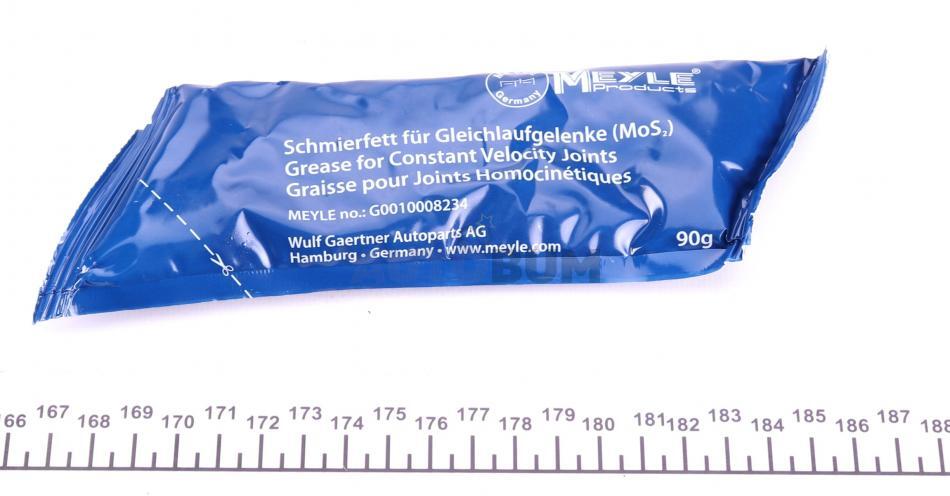 Germany
MEYLE®
Products
Schmierfett für Gleichlaufgelenke (MoS₂)
Grease for Constant Velocity Joints
Graisse pour Joints Homocinétiques
MEYLE no.: G0010008234
Wulf Gaertner Autoparts AG
90g
Hamburg • Germany • www.meyle.com
AUTOBUM
166 167 168 169 170 171 172 173 174 175 176 177 178 179 180 181 182 183 184 185 186 187 188